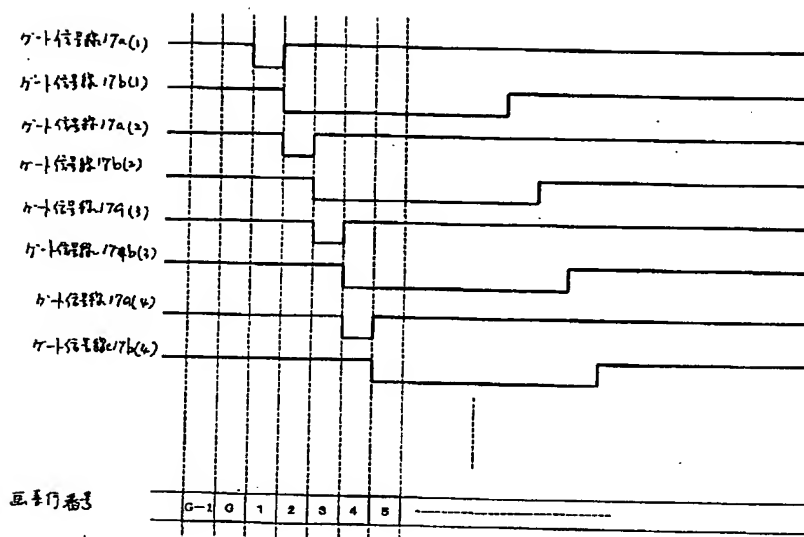 ゲート信号線17a(1)
ゲート信号線17b(1)
ゲート信号線17a(2)
ゲート信号線17b(2)
ゲート信号線17a(3)
ゲート信号線17b(3)
ゲート信号線17a(4)
ゲート信号線17b(4)
画素行番号 G-1 G 1 2 3 4 5